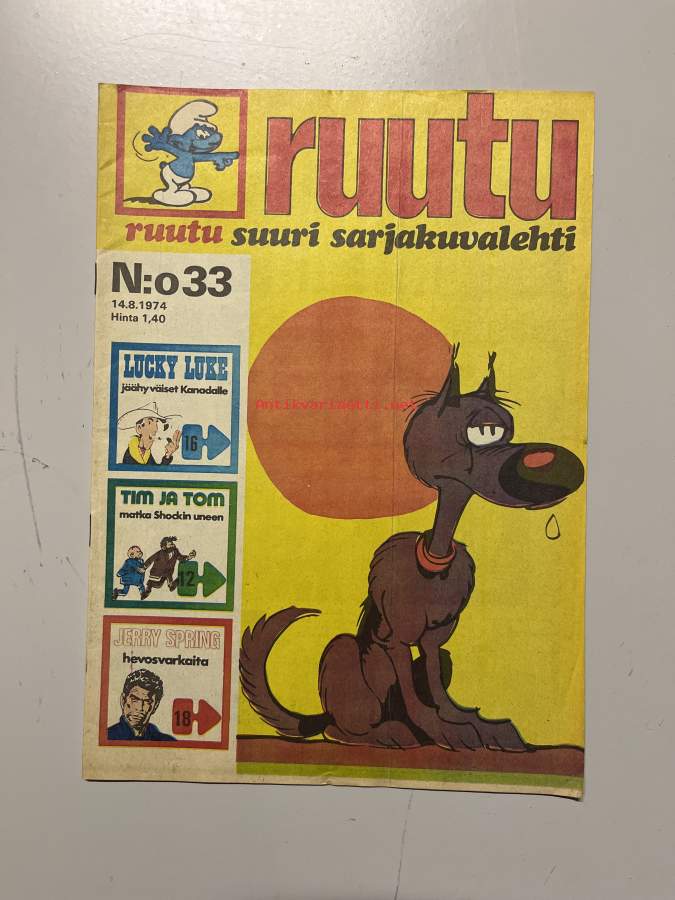 ruutu
ruutu suuri sarjakuvalehti
N:o 33
14.8.1974
Hinta 1,40
LUCKY LUKE
jäähyväiset Kanadalle
16
TIM JA TOM
matka Shockin uneen
12
JERRY SPRING
hevosvarkaita
18
Antikvariaatti.net